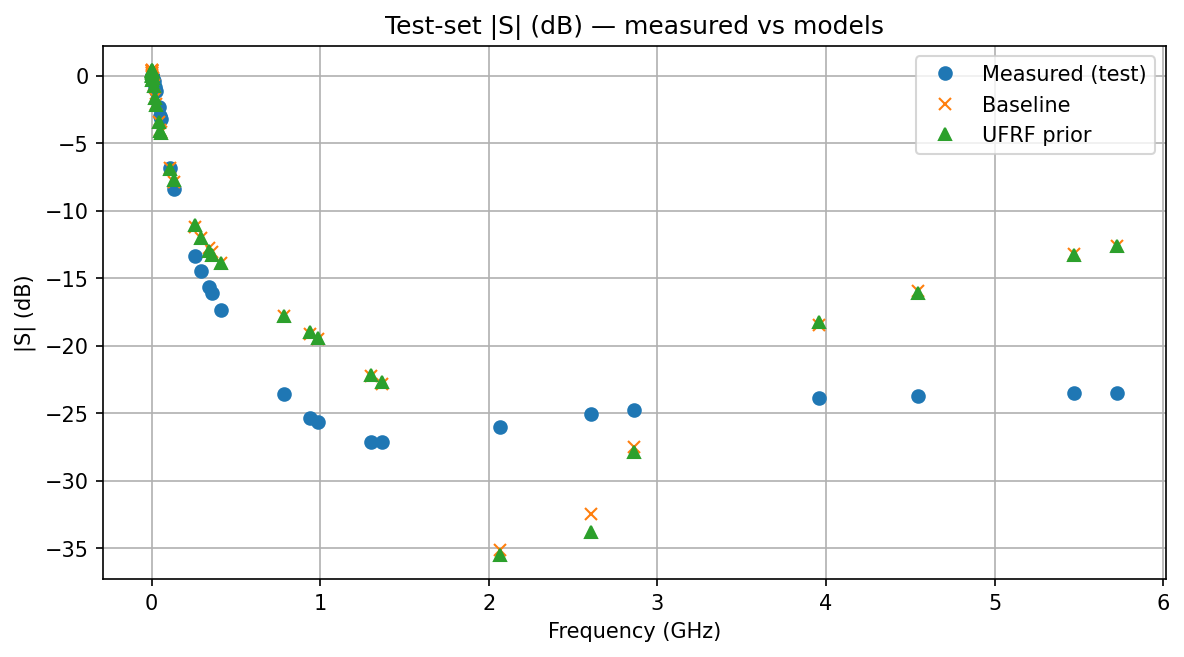 Test-set |S| (dB) — measured vs models
Measured (test)
Baseline
UFRF prior
|S| (dB)
0
−5
−10
−15
−20
−25
−30
−35
0 1 2 3 4 5 6
Frequency (GHz)